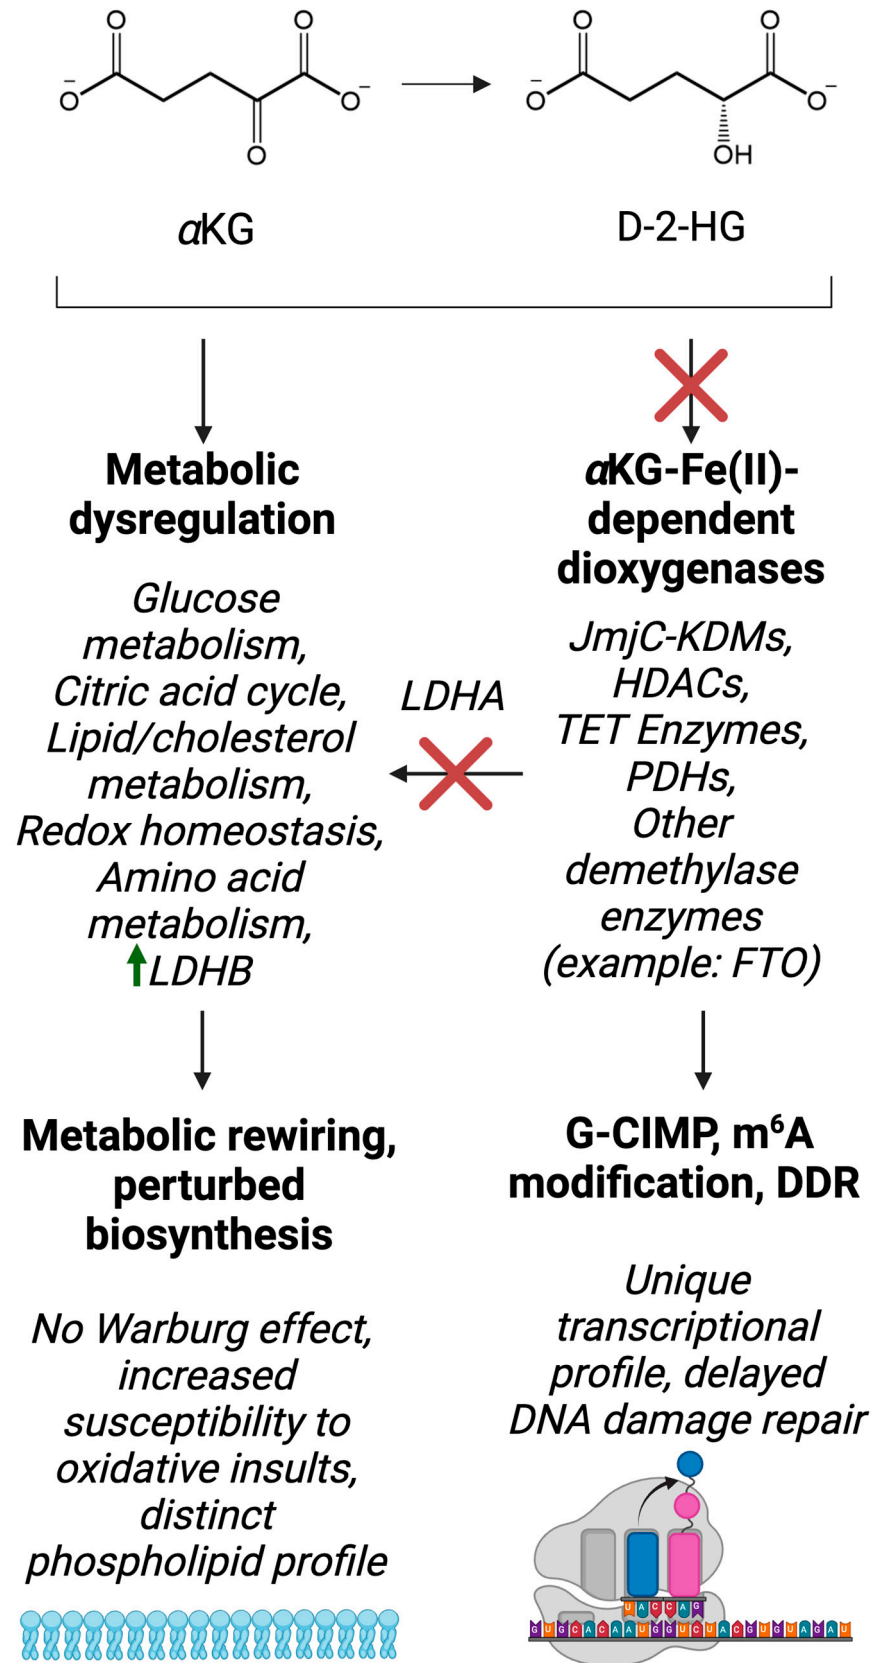 O O O O
⁻O O⁻ ⁻O O⁻
O OH
αKG D-2-HG
Metabolic
dysregulation
Glucose
metabolism,
Citric acid cycle,
Lipid/cholesterol
metabolism,
Redox homeostasis,
Amino acid
metabolism,
LDHB
LDHA
αKG-Fe(II)-
dependent
dioxygenases
JmjC-KDMs,
HDACs,
TET Enzymes,
PDHs,
Other
demethylase
enzymes
(example: FTO)
Metabolic rewiring,
perturbed
biosynthesis
No Warburg effect,
increased
susceptibility to
oxidative insults,
distinct
phospholipid profile
G-CIMP, m⁶A
modification, DDR
Unique
transcriptional
profile, delayed
DNA damage repair
UACCAG
GUGCACAAUGGUCUACGUGUAGAU